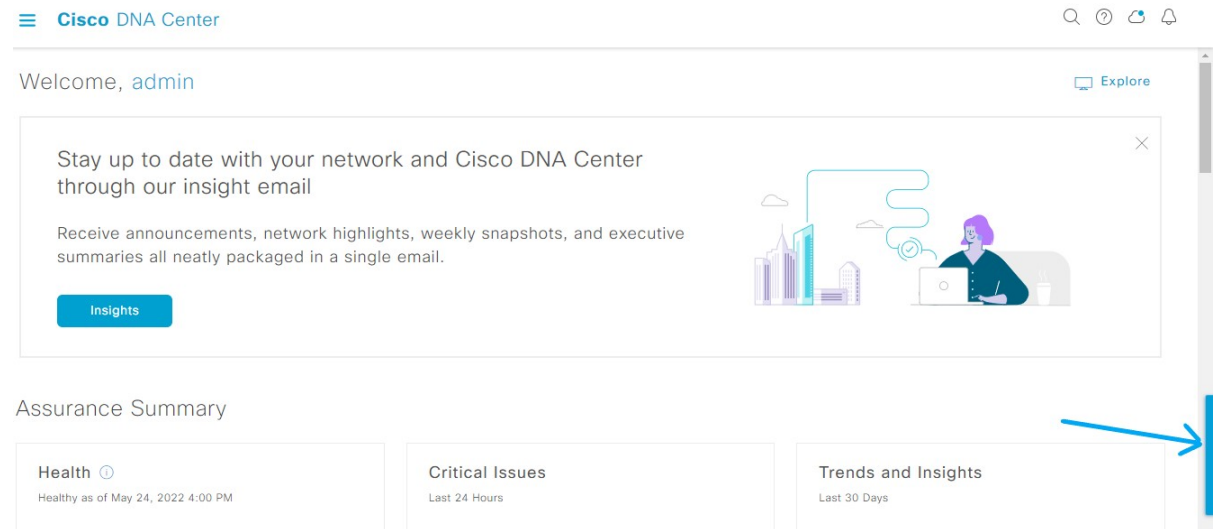 Cisco DNA Center
Welcome, admin
Explore
Stay up to date with your network and Cisco DNA Center
through our insight email
Receive announcements, network highlights, weekly snapshots, and executive
summaries all neatly packaged in a single email.
Insights
Assurance Summary
Health
Healthy as of May 24, 2022 4:00 PM
Critical Issues
Last 24 Hours
Trends and Insights
Last 30 Days